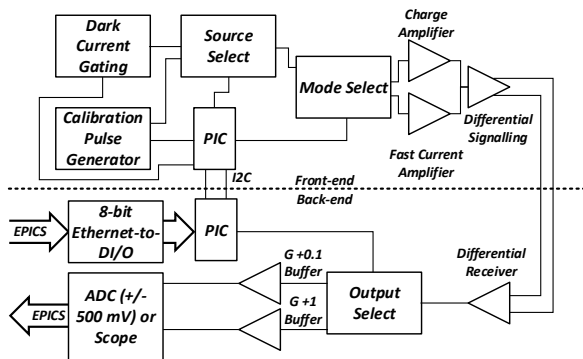 Dark
Current
Gating
Source
Select
Charge
Amplifier
Mode Select
Calibration
Pulse
Generator
PIC
Differential
Signalling
Fast Current
Amplifier
I2C
Front-end
Back-end
EPICS
8-bit
Ethernet-to-
DI/O
PIC
G +0.1
Buffer
Differential
Receiver
EPICS
ADC (+/-
500 mV) or
Scope
G +1
Buffer
Output
Select